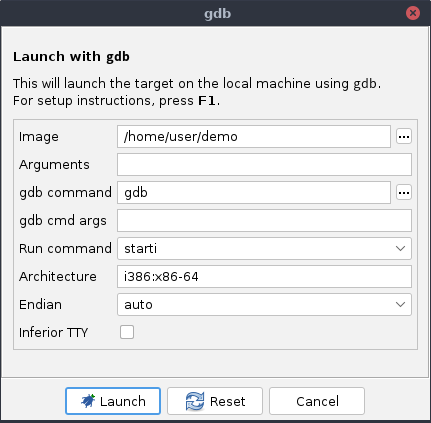 gdb
Launch with gdb
This will launch the target on the local machine using gdb.
For setup instructions, press F1.
Image /home/user/demo ...
Arguments
gdb command gdb ...
gdb cmd args
Run command starti
Architecture i386:x86-64
Endian auto
Inferior TTY
Launch Reset Cancel